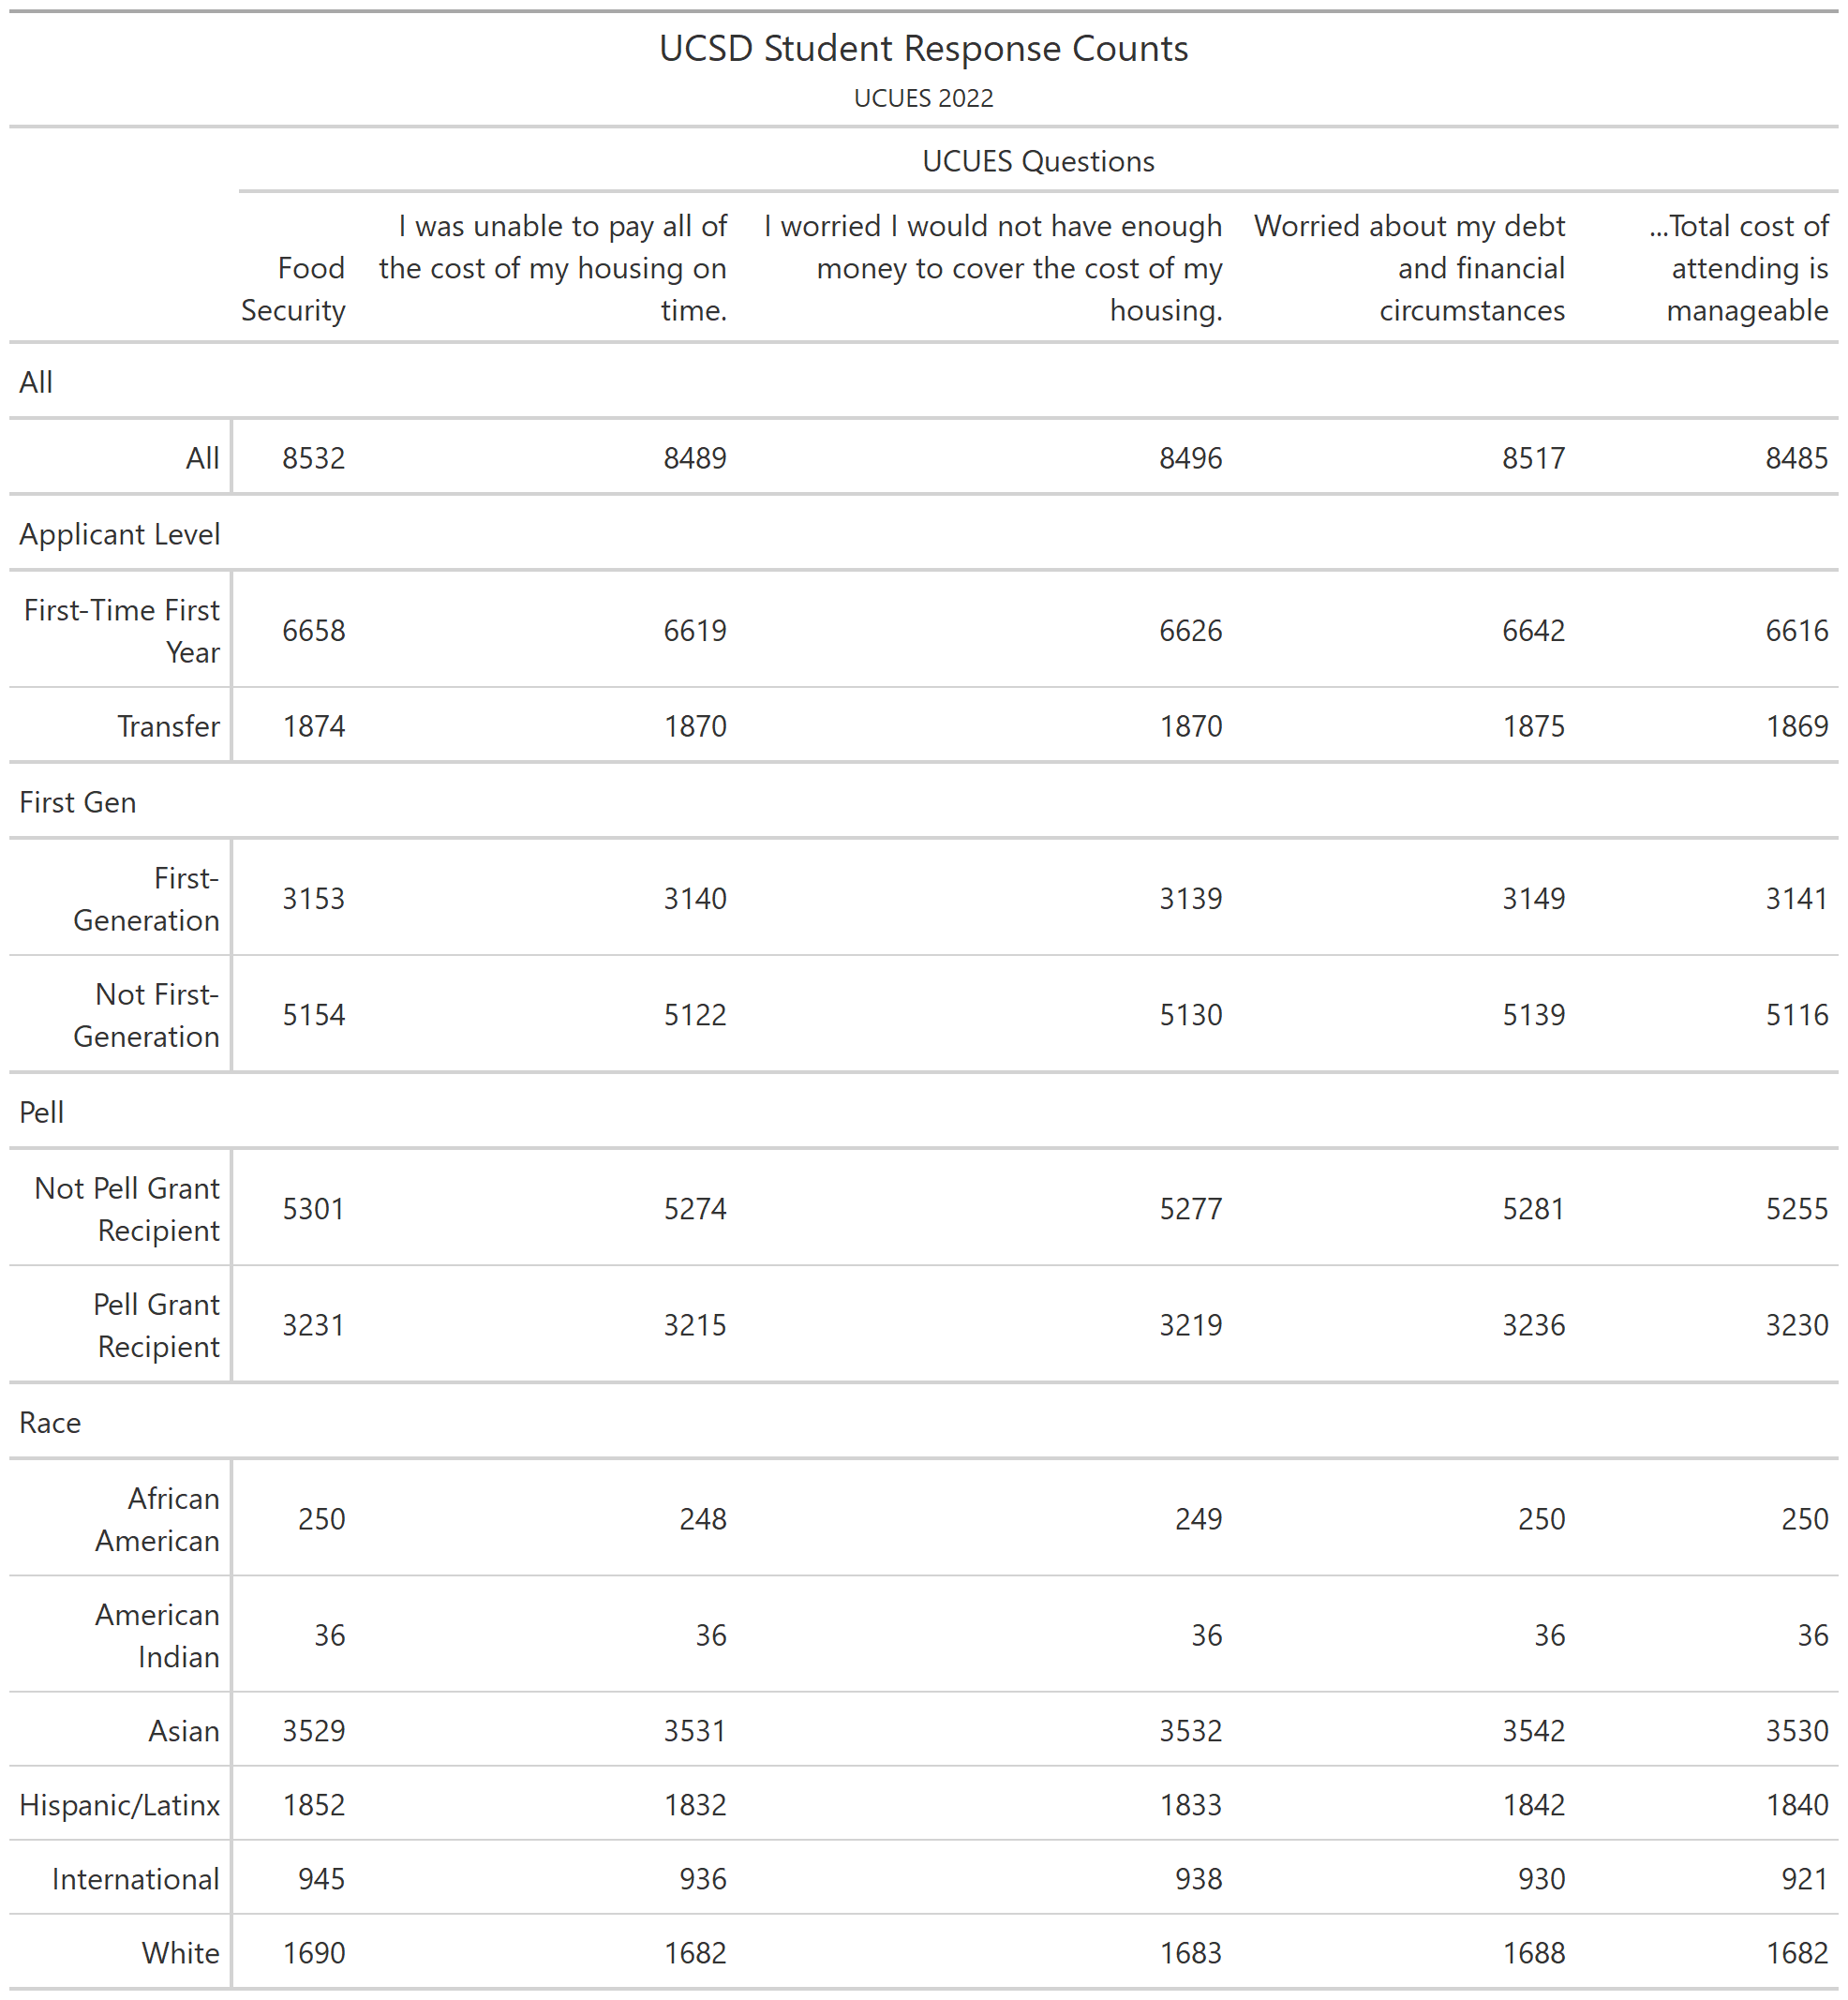 UCSD Student Response Counts
UCUES 2022
UCUES Questions
Food Security I was unable to pay all of the cost of my housing on time. I worried I would not have enough money to cover the cost of my housing. Worried about my debt and financial circumstances ...Total cost of attending is manageable
All
All 8532 8489 8496 8517 8485
Applicant Level
First-Time First Year 6658 6619 6626 6642 6616
Transfer 1874 1870 1870 1875 1869
First Gen
First-Generation 3153 3140 3139 3149 3141
Not First-Generation 5154 5122 5130 5139 5116
Pell
Not Pell Grant Recipient 5301 5274 5277 5281 5255
Pell Grant Recipient 3231 3215 3219 3236 3230
Race
African American 250 248 249 250 250
American Indian 36 36 36 36 36
Asian 3529 3531 3532 3542 3530
Hispanic/Latinx 1852 1832 1833 1842 1840
International 945 936 938 930 921
White 1690 1682 1683 1688 1682